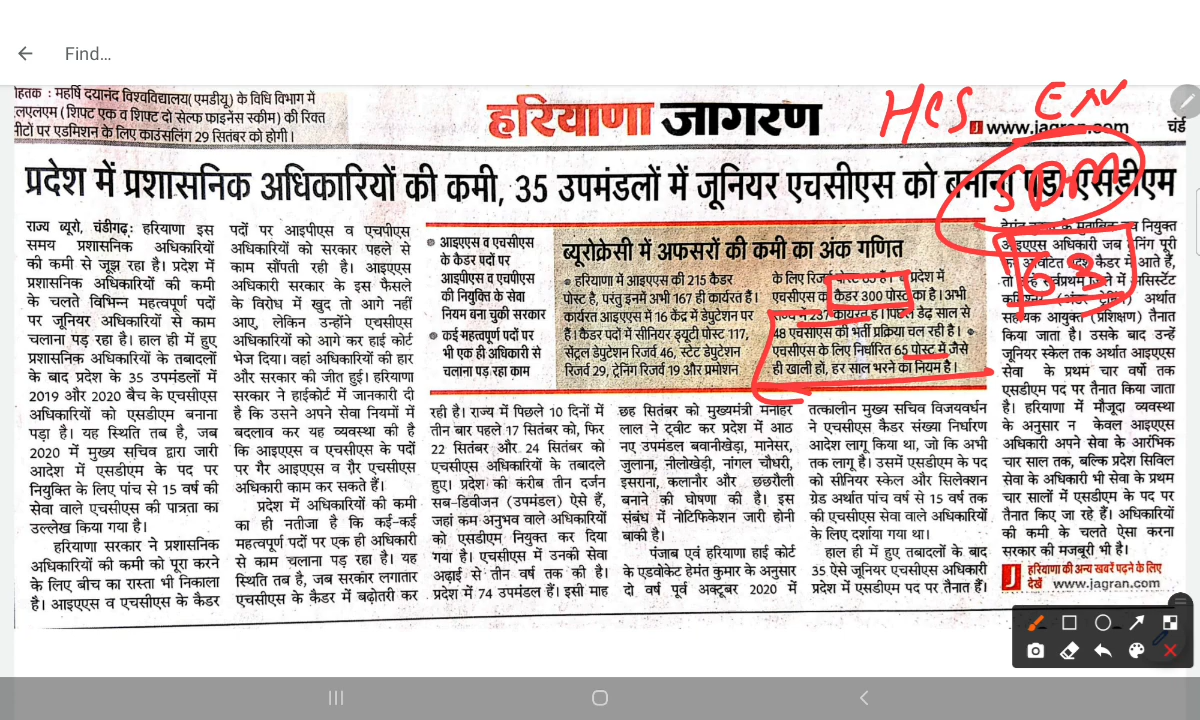 Find...
हितक : महर्षि दयानंद विश्वविद्यालय( एमडीयू ) के विधि विभाग में
लएलएम ( शिफ्ट एक व शिफ्ट दो सेल्फ फाइनेंस स्कीम) की रिक्त
सीटों पर एडमिशन के लिए काउंसलिंग 29 सितंबर को होगी।
हरियाणा जागरण
HCS
www.jagran.com चंडी
प्रदेश में प्रशासनिक अधिकारियों की कमी, 35 उपमंडलों में जूनियर एचसीएस को बनाना पड़ा एसडीएम
SDM
63
राज्य ब्यूरो, चंडीगढ़: हरियाणा इस
समय प्रशासनिक अधिकारियों
की कमी से जूझ रहा है। प्रदेश में
प्रशासनिक अधिकारियों की कमी
के चलते विभिन्न महत्वपूर्ण पदों
पर जूनियर अधिकारियों से काम
चलाना पड़ रहा है। हाल ही में हुए
प्रशासनिक अधिकारियों के तबादलों
के बाद प्रदेश के 35 उपमंडलों में
2019 और 2020 बैच के एचसीएस
अधिकारियों को एसडीएम बनाना
पड़ा है। यह स्थिति तब है, जब
2020 में मुख्य सचिव द्वारा जारी
आदेश में एसडीएम के पद पर
नियुक्ति के लिए पांच से 15 वर्ष की
सेवा वाले एचसीएस की पात्रता का
उल्लेख किया गया है।
हरियाणा सरकार ने प्रशासनिक
अधिकारियों की कमी को पूरा करने
के लिए बीच का रास्ता भी निकाला
है। आइएएस व एचसीएस के कैडर
पदों पर आइपीएस व एचपीएस
अधिकारियों को सरकार पहले से
काम सौंपती रही है। आइएएस
अधिकारी सरकार के इस फैसले
के विरोध में खुद तो आगे नहीं
आए, लेकिन उन्होंने एचसीएस
अधिकारियों को आगे कर हाई कोर्ट
भेज दिया। वहां अधिकारियों की हार
और सरकार की जीत हुई। हरियाणा
सरकार ने हाईकोर्ट में जानकारी दी
है कि उसने अपने सेवा नियमों में
बदलाव कर यह व्यवस्था की है
कि आइएएस व एचसीएस के पदों
पर गैर आइएएस व ग़ैर एचसीएस
अधिकारी काम कर सकते हैं।
प्रदेश में अधिकारियों की कमी
का ही नतीजा है कि कई-कई
महत्वपूर्ण पदों पर एक ही अधिकारी
से काम चलाना पड़ रहा है। यह
स्थिति तब है, जब सरकार लगातार
एचसीएस के कैडर में बढ़ोतरी कर
आइएएस व एचसीएस
के कैडर पदों पर
आइपीएस व एचपीएस
की नियुक्ति के सेवा
नियम बना चुकी सरकार
कई महत्वपूर्ण पदों पर
भी एक ही अधिकारी से
चलाना पड़ रहा काम
ब्यूरोक्रेसी में अफसरों की कमी का अंक गणित
हरियाणा में आइएएस की 215 कैडर
पोस्ट है, परंतु इनमें अभी 167 ही कार्यरत हैं।
कार्यरत आइएएस में 16 केंद्र में डेपुटेशन पर
हैं। कैडर पदों में सीनियर ड्यूटी पोस्ट 117,
सेंट्रल डेपुटेशन रिजर्व 46, स्टेट डेपुटेशन
रिजर्व 29, ट्रेनिंग रिजर्व 19 और प्रमोशन
के लिए रिजर्व पोस्ट 65 हैं। प्रदेश में
एचसीएस का कैडर 300 पोस्ट का है। अभी
राज्य में 237 कार्यरत हैं। पिछले डेढ़ साल से
48 एचसीएस की भर्ती प्रक्रिया चल रही है।
एचसीएस के लिए निर्धारित 65 पोस्ट में जैसे
ही खाली हों, हर साल भरने का नियम है।
रही है। राज्य में पिछले 10 दिनों में
तीन बार पहले 17 सितंबर को, फिर
22 सितंबर और 24 सितंबर को
एचसीएस अधिकारियों के तबादले
हुए। प्रदेश की करीब तीन दर्जन
सब-डिवीजन (उपमंडल) ऐसे हैं,
जहां कम अनुभव वाले अधिकारियों
को एसडीएम नियुक्त कर दिया
गया है। एचसीएस में उनकी सेवा
अढ़ाई से तीन वर्ष तक की है।
प्रदेश में 74 उपमंडल हैं। इसी माह
छह सितंबर को मुख्यमंत्री मनोहर
लाल ने ट्वीट कर प्रदेश में आठ
नए उपमंडल बवानीखेड़ा, मानेसर,
जुलाना, नीलोखेड़ी, नांगल चौधरी,
इसराना, कलानौर और छछरौली
बनाने की घोषणा की है। इस
संबंध में नोटिफिकेशन जारी होनी
बाकी है।
पंजाब एवं हरियाणा हाई कोर्ट
के एडवोकेट हेमंत कुमार के अनुसार
दो वर्ष पूर्व अक्टूबर 2020 में
तत्कालीन मुख्य सचिव विजयवर्धन
ने एचसीएस कैडर संख्या निर्धारण
आदेश लागू किया था, जो कि अभी
तक लागू है। उसमें एसडीएम के पद
को सीनियर स्केल और सिलेक्शन
ग्रेड अर्थात पांच वर्ष से 15 वर्ष तक
की एचसीएस सेवा वाले अधिकारियों
के लिए दर्शाया गया था।
हाल ही में हुए तबादलों के बाद
35 ऐसे जूनियर एचसीएस अधिकारी
प्रदेश में एसडीएम पद पर तैनात हैं।
नियुक्त
आइएएस अधिकारी जब पूरी
कैडर में आते हैं,
में असिस्टेंट
अर्थात
सहायक आयुक्त (प्रशिक्षण) तैनात
किया जाता है। उसके बाद उन्हें
जूनियर स्केल तक अर्थात आइएएस
सेवा के प्रथम चार वर्षो तक
एसडीएम पद पर तैनात किया जाता
है। हरियाणा में मौजूदा व्यवस्था
के अनुसार न केवल आइएएस
अधिकारी अपने सेवा के आरंभिक
चार साल तक, बल्कि प्रदेश सिविल
सेवा के अधिकारी भी सेवा के प्रथम
चार सालों में एसडीएम के पद पर
तैनात किए जा रहे हैं। अधिकारियों
की कमी के चलते ऐसा करना
सरकार की मजबूरी भी है।
हरियाणा की अन्य खबरें पढ़ने के लिए
देखें www.jagran.com